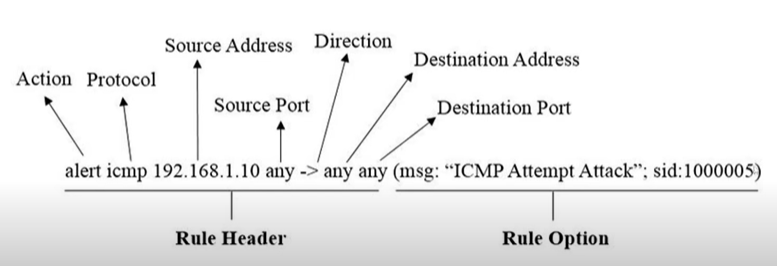 Source Address
Direction
Destination Address
Action
Protocol
Source Port
Destination Port
alert icmp 192.168.1.10 any -> any any (msg: “ICMP Attempt Attack”; sid:1000005)
Rule Header
Rule Option